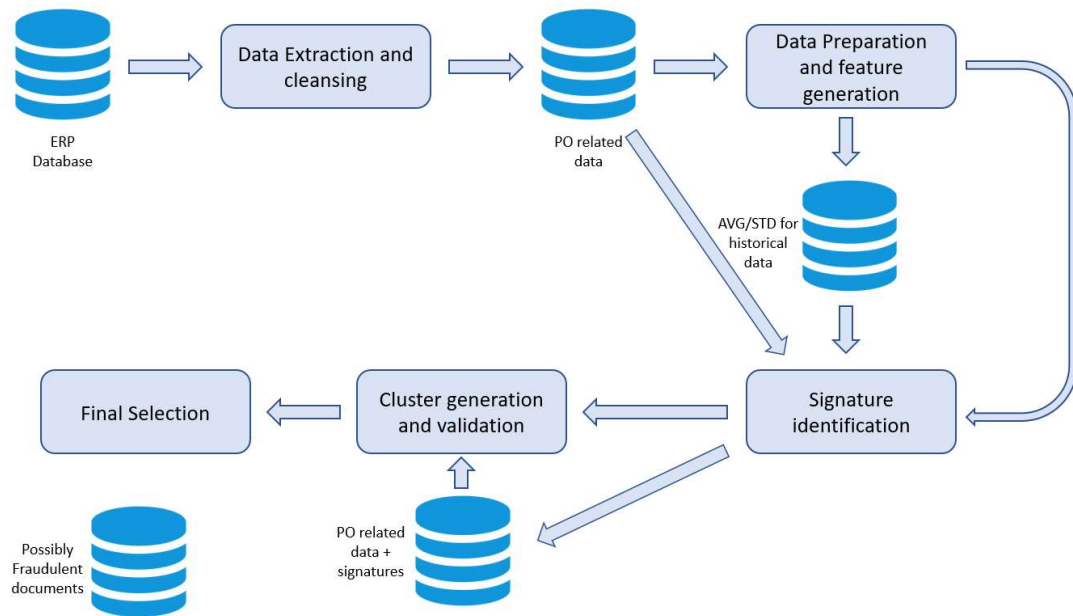 Data Extraction and
cleansing
Data Preparation
and feature
generation
ERP
Database
PO related
data
AVG/STD for
historical
data
Final Selection
Cluster generation
and validation
Signature
identification
Possibly
Fraudulent
documents
PO related
data +
signatures